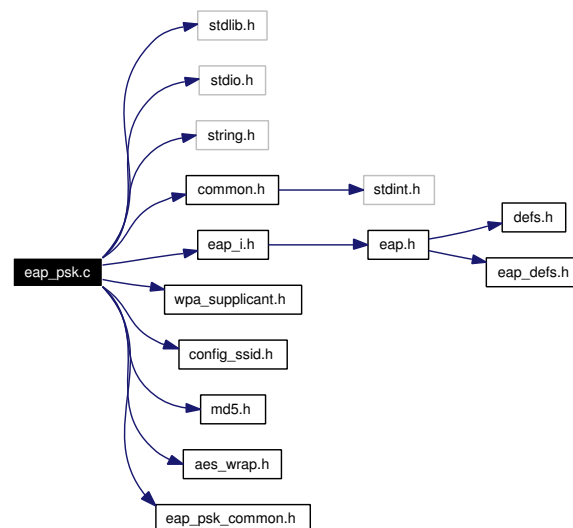 stdlib.h
stdio.h
string.h
common.h
stdint.h
defs.h
eap_psk.c
eap_i.h
eap.h
eap_defs.h
wpa_supplicant.h
config_ssid.h
md5.h
aes_wrap.h
eap_psk_common.h